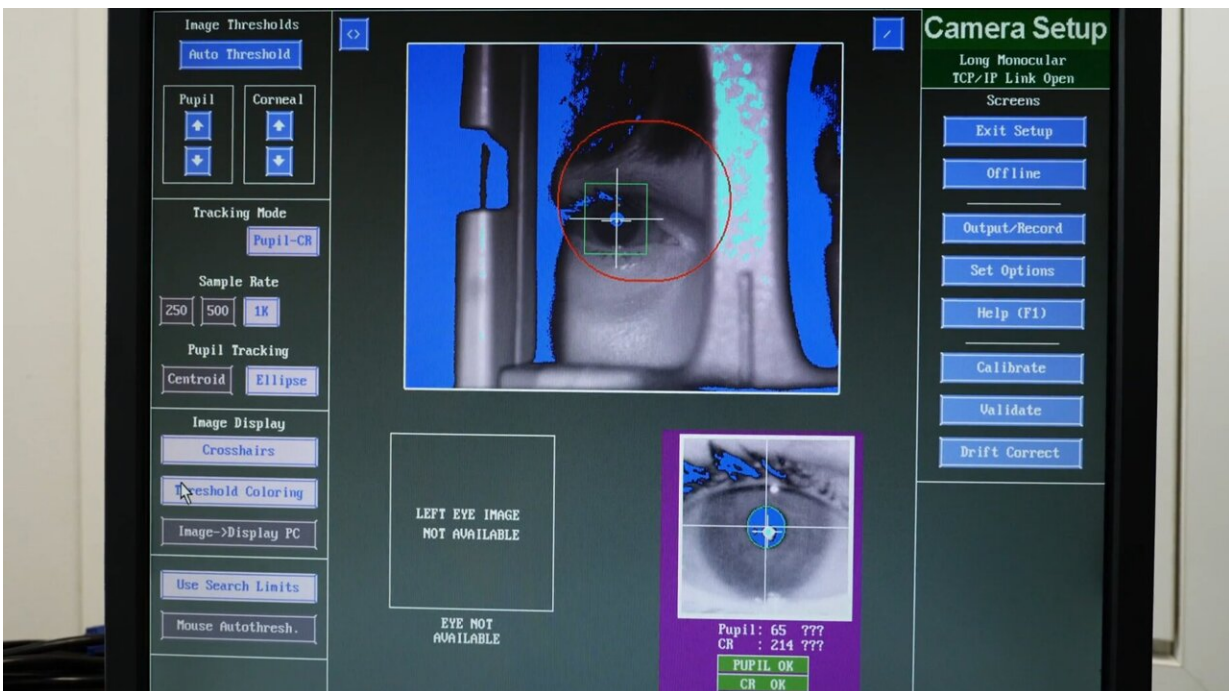 Image Thresholds
Auto Threshold
Pupil
Corneal
Tracking Mode
Pupil-CR
Sample Rate
250 500 1K
Pupil Tracking
Centroid Ellipse
Image Display
Crosshairs
Threshold Coloring
Image->Display PC
Use Search Limits
Mouse Autothresh.
<>
LEFT EYE IMAGE
NOT AVAILABLE
EYE NOT
AVAILABLE
Pupil: 65 ???
CR : 214 ???
PUPIL OK
CR OK
Camera Setup
Long Monocular
TCP/IP Link Open
Screens
Exit Setup
Offline
Output/Record
Set Options
Help (F1)
Calibrate
Validate
Drift Correct